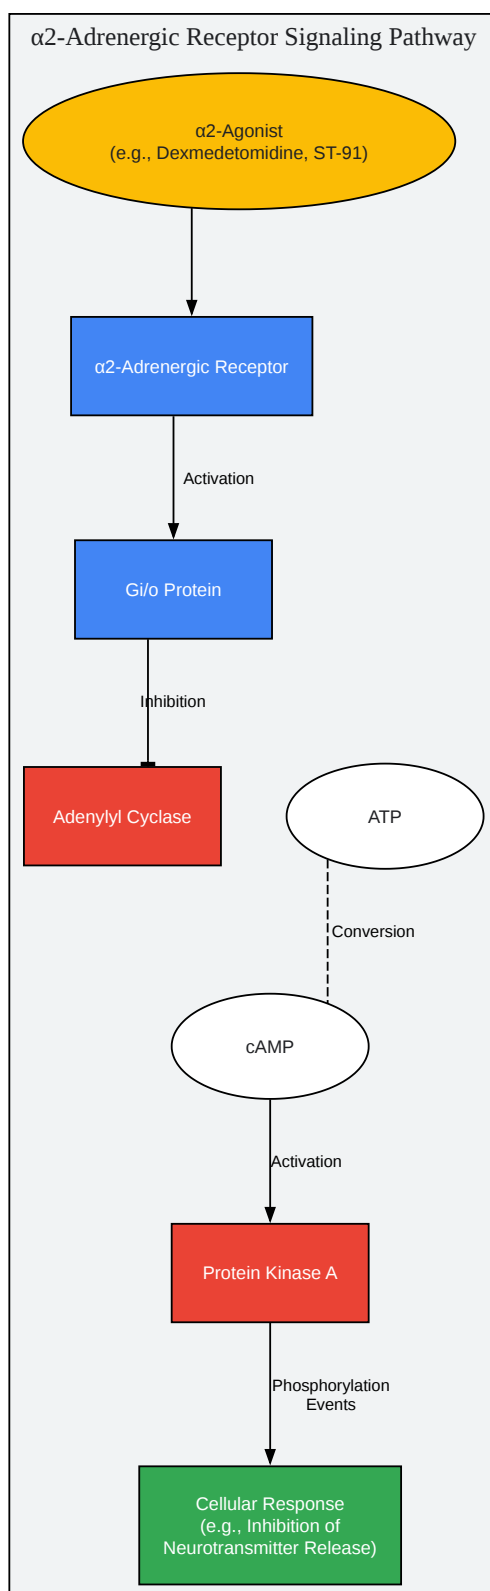 α2-Adrenergic Receptor Signaling Pathway
α2-Agonist
(e.g., Dexmedetomidine, ST-91)
α2-Adrenergic Receptor
Activation
Gi/o Protein
Inhibition
Adenylyl Cyclase
ATP
Conversion
cAMP
Activation
Protein Kinase A
Phosphorylation
Events
Cellular Response
(e.g., Inhibition of
Neurotransmitter Release)